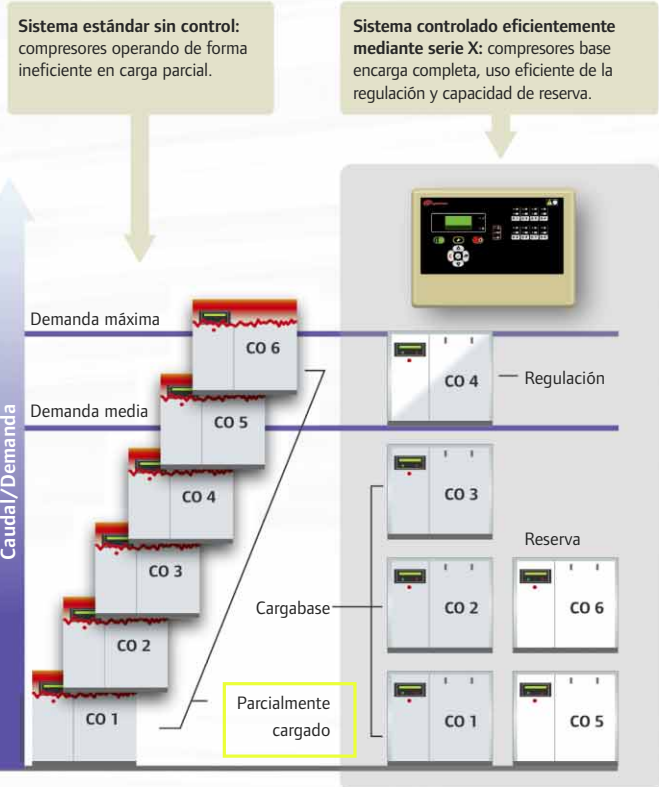 Sistema estándar sin control:
compresores operando de forma
ineficiente en carga parcial.
Sistema controlado eficientemente
mediante serie X: compresores base
encarga completa, uso eficiente de la
regulación y capacidad de reserva.
Caudal/Demanda
Demanda máxima
Demanda media
CO 6
CO 5
CO 4
CO 3
CO 2
CO 1
Parcialmente
cargado
CO 4
Regulación
CO 3
Cargabase
CO 2
CO 1
Reserva
CO 6
CO 5